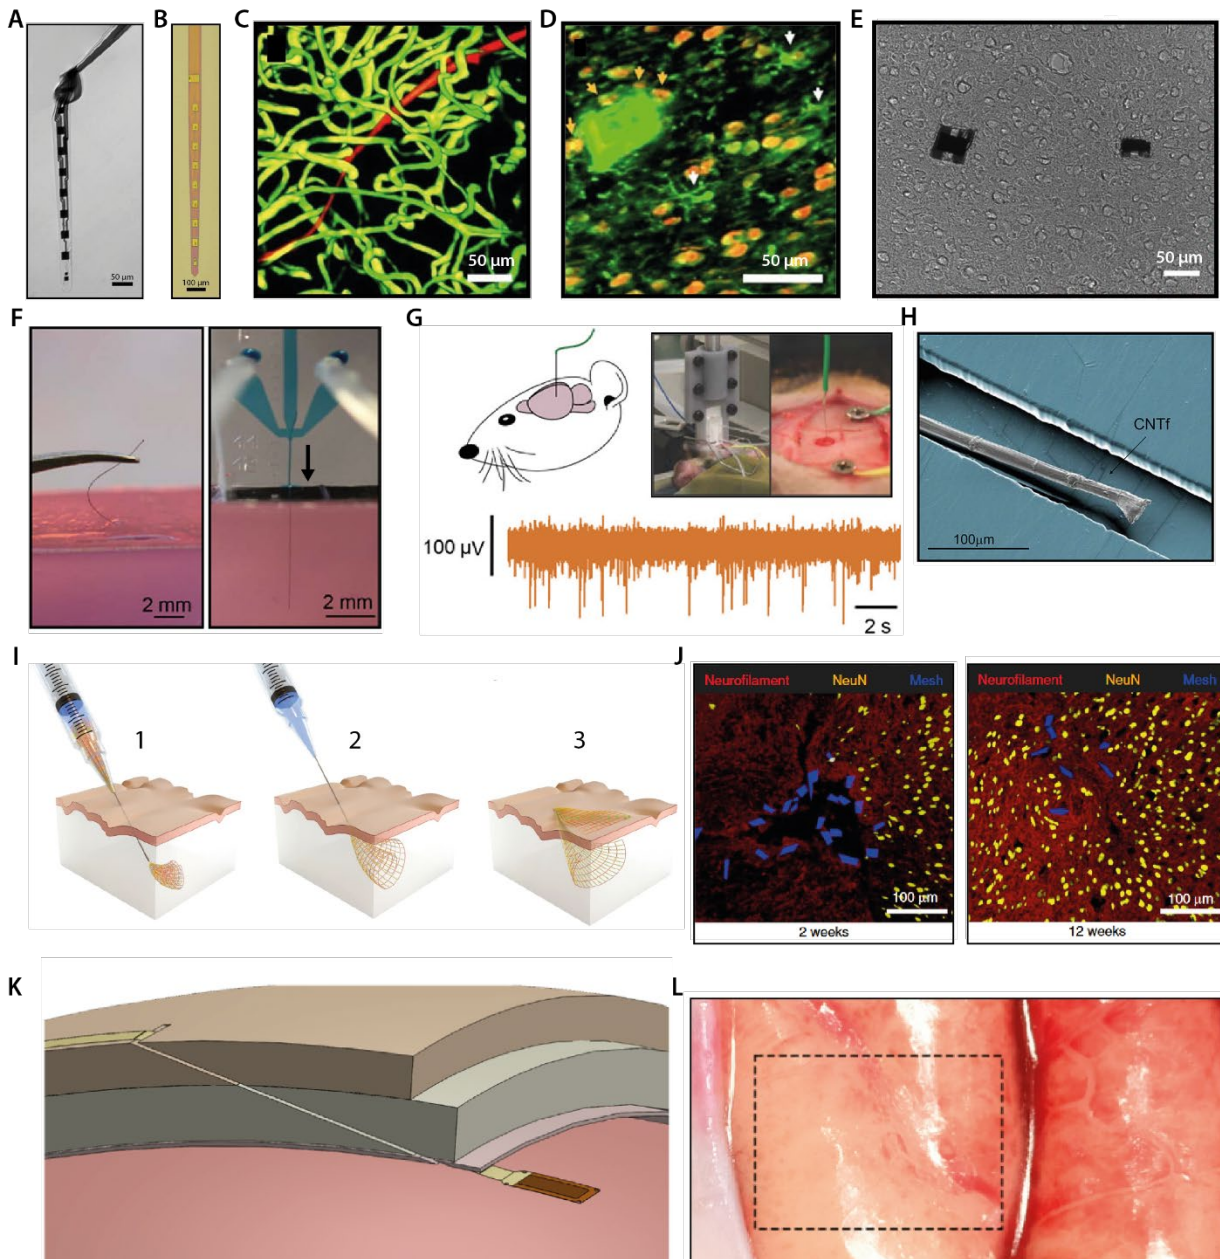 A
50 µm
B
100 µm
C
50 µm
D
50 µm
E
50 µm
F
2 mm
2 mm
G
100 µV
2 s
H
CNTf
100µm
I
1
2
3
J
Neurofilament NeuN Mesh
100 µm
2 weeks
Neurofilament NeuN Mesh
100 µm
12 weeks
K
L